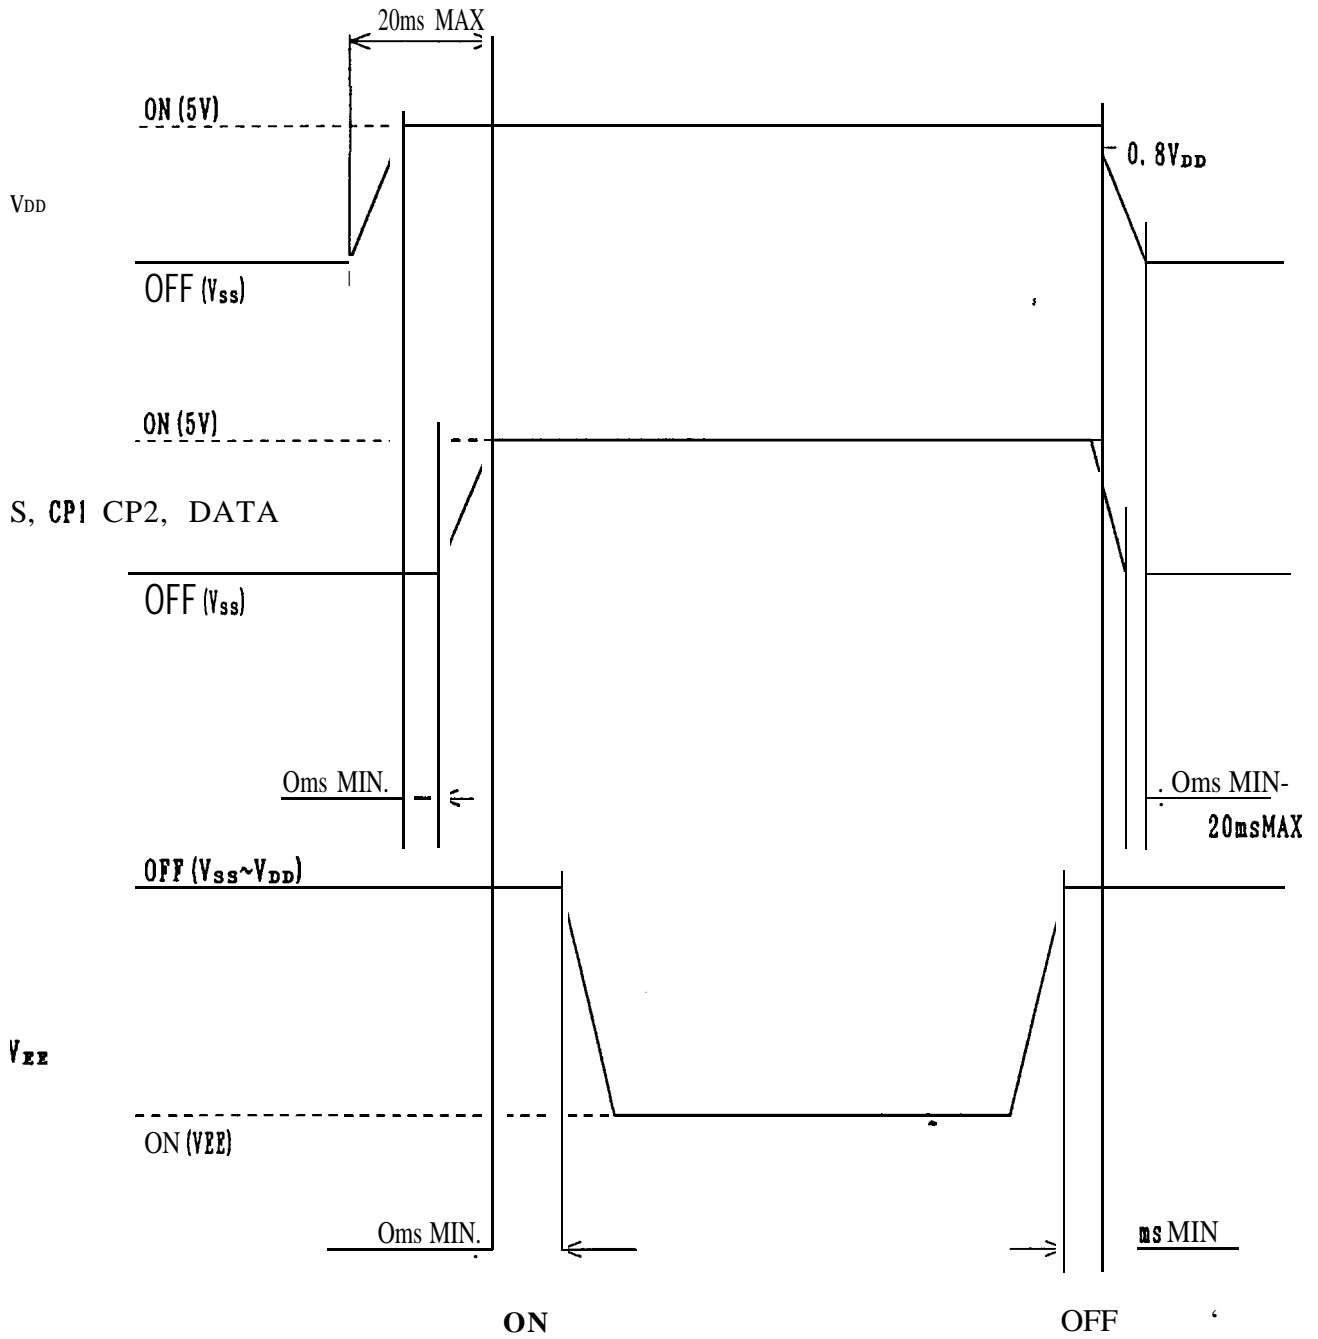 20ms MAX
ON (5V)
0.8VDD
VDD
OFF (VSS)
ON (5V)
S, CP1 CP2, DATA
OFF (VSS)
Oms MIN.
. Oms MIN-
20msMAX
OFF (VSS~VDD)
VEE
ON (VEE)
Oms MIN.
ms MIN
ON
OFF